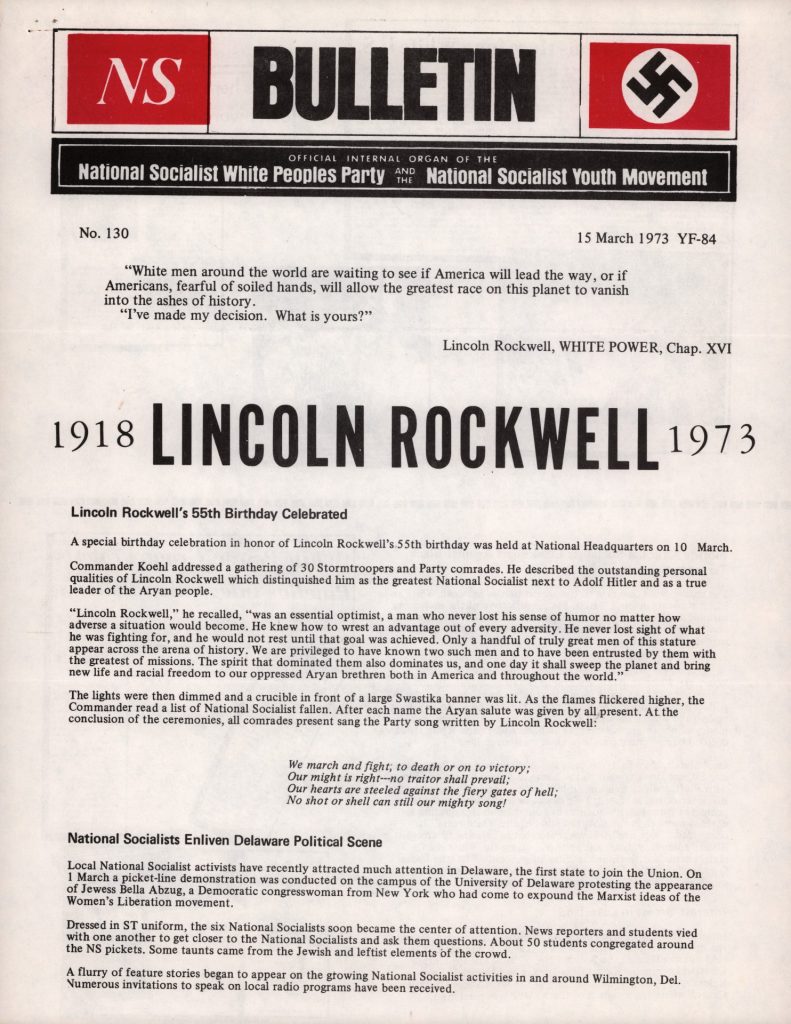 NS
BULLETIN
OFFICIAL INTERNAL ORGAN OF THE
National Socialist White Peoples Party AND THE National Socialist Youth Movement
No. 130
15 March 1973 YF-84
“White men around the world are waiting to see if America will lead the way, or if
Americans, fearful of soiled hands, will allow the greatest race on this planet to vanish
into the ashes of history.
“I've made my decision. What is yours?”
Lincoln Rockwell, WHITE POWER, Chap. XVI
1918 LINCOLN ROCKWELL 1973
Lincoln Rockwell's 55th Birthday Celebrated
A special birthday celebration in honor of Lincoln Rockwell's 55th birthday was held at National Headquarters on 10 March.
Commander Koehl addressed a gathering of 30 Stormtroopers and Party comrades. He described the outstanding personal
qualities of Lincoln Rockwell which distinquished him as the greatest National Socialist next to Adolf Hitler and as a true
leader of the Aryan people.
“Lincoln Rockwell,” he recalled, “was an essential optimist, a man who never lost his sense of humor no matter how
adverse a situation would become. He knew how to wrest an advantage out of every adversity. He never lost sight of what
he was fighting for, and he would not rest until that goal was achieved. Only a handful of truly great men of this stature
appear across the arena of history. We are privileged to have known two such men and to have been entrusted by them with
the greatest of missions. The spirit that dominated them also dominates us, and one day it shall sweep the planet and bring
new life and racial freedom to our oppressed Aryan brethren both in America and throughout the world.”
The lights were then dimmed and a crucible in front of a large Swastika banner was lit. As the flames flickered higher, the
Commander read a list of National Socialist fallen. After each name the Aryan salute was given by all present. At the
conclusion of the ceremonies, all comrades present sang the Party song written by Lincoln Rockwell:
We march and fight, to death or on to victory;
Our might is right---no traitor shall prevail;
Our hearts are steeled against the fiery gates of hell;
No shot or shell can still our mighty song!
National Socialists Enliven Delaware Political Scene
Local National Socialist activists have recently attracted much attention in Delaware, the first state to join the Union. On
1 March a picket-line demonstration was conducted on the campus of the University of Delaware protesting the appearance
of Jewess Bella Abzug, a Democratic congresswoman from New York who had come to expound the Marxist ideas of the
Women's Liberation movement.
Dressed in ST uniform, the six National Socialists soon became the center of attention. News reporters and students vied
with one another to get closer to the National Socialists and ask them questions. About 50 students congregated around
the NS pickets. Some taunts came from the Jewish and leftist elements of the crowd.
A flurry of feature stories began to appear on the growing National Socialist activities in and around Wilmington, Del.
Numerous invitations to speak on local radio programs have been received.